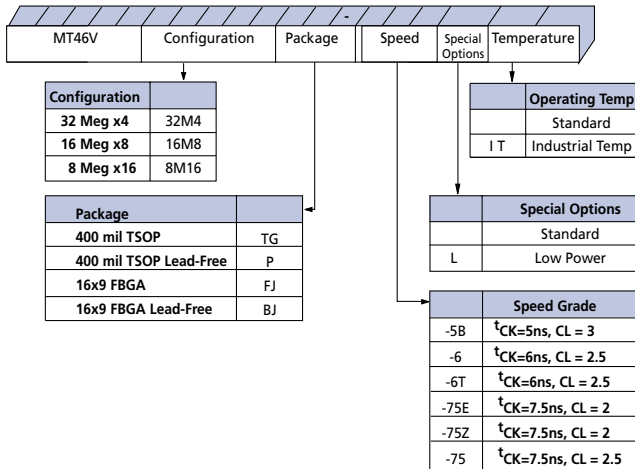 -
MT46V Configuration Package Speed Special Options Temperature
Configuration
32 Meg x4 32M4
16 Meg x8 16M8
8 Meg x16 8M16
Package
400 mil TSOP TG
400 mil TSOP Lead-Free P
16x9 FBGA FJ
16x9 FBGA Lead-Free BJ
Operating Temp
Standard
I T Industrial Temp
Special Options
Standard
L Low Power
Speed Grade
-5B tCK=5ns, CL = 3
-6 tCK=6ns, CL = 2.5
-6T tCK=6ns, CL = 2.5
-75E tCK=7.5ns, CL = 2
-75Z tCK=7.5ns, CL = 2
-75 tCK=7.5ns, CL = 2.5